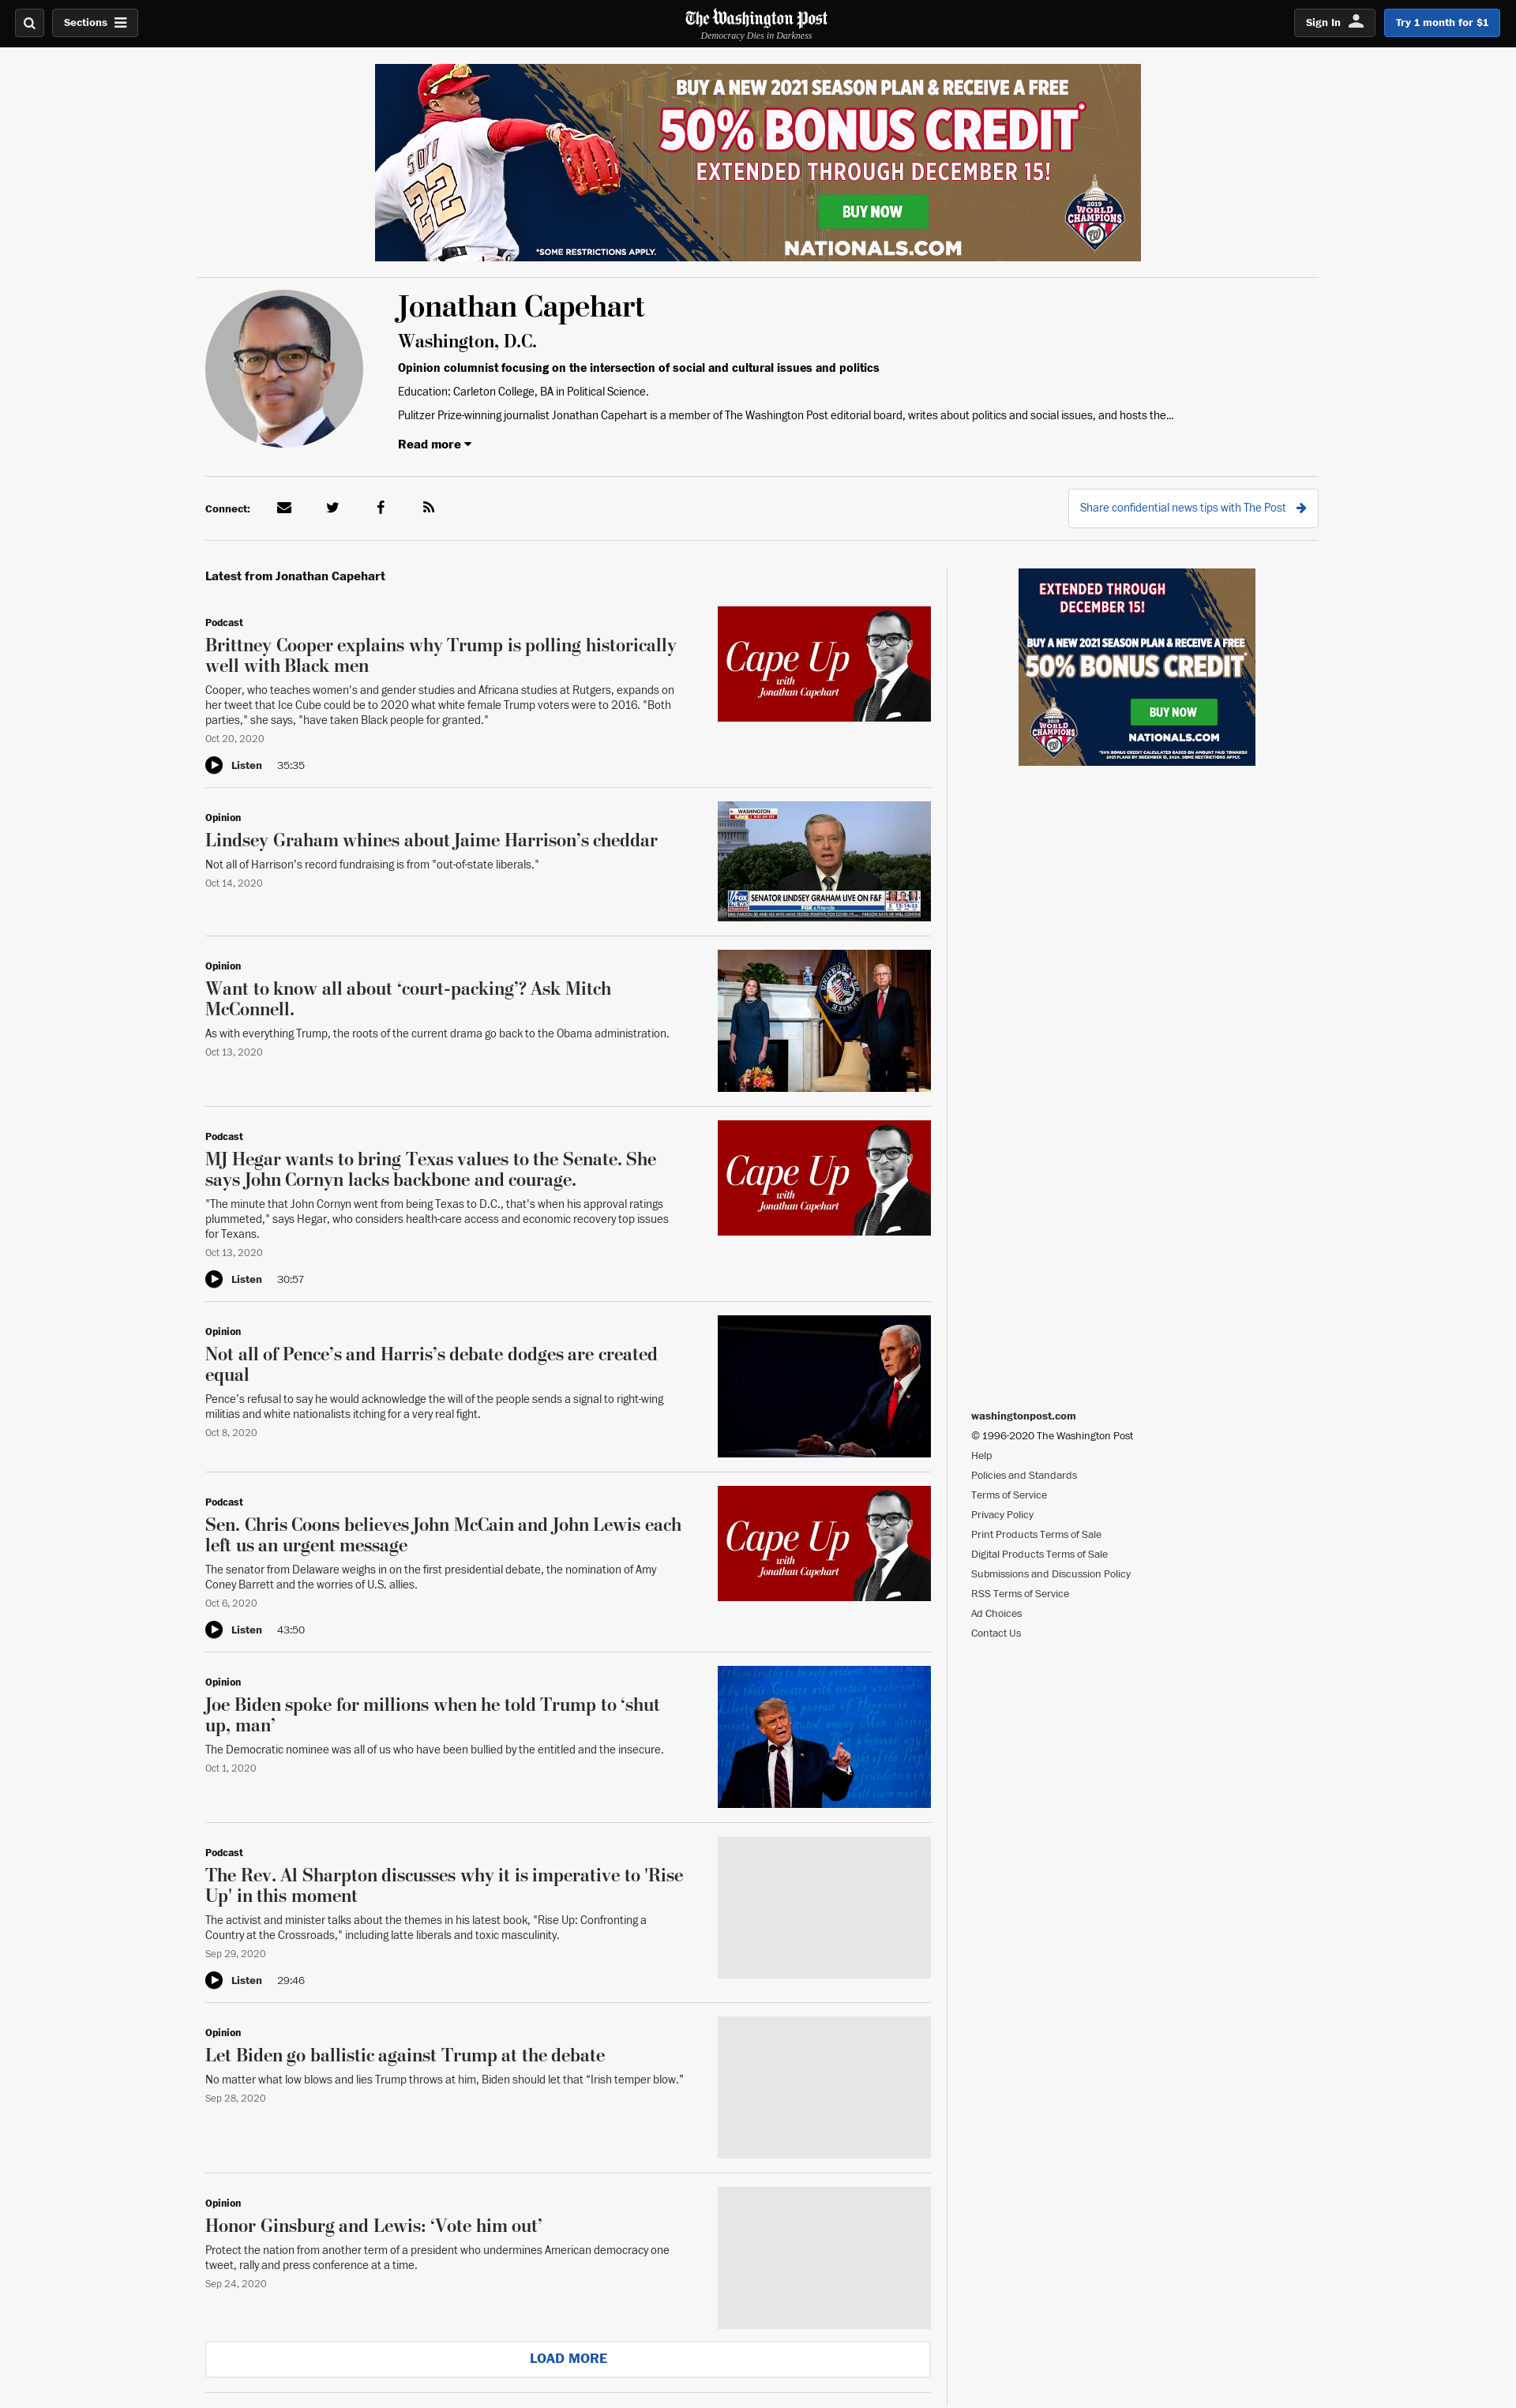 Sections
The Washington Post
Democracy Dies in Darkness
Sign In
Try 1 month for $1
SOTO
22
BUY A NEW 2021 SEASON PLAN & RECEIVE A FREE
50% BONUS CREDIT*
EXTENDED THROUGH DECEMBER 15!
BUY NOW
2019
WORLD
CHAMPIONS
*SOME RESTRICTIONS APPLY.
NATIONALS.COM
Jonathan Capehart
Washington, D.C.
Opinion columnist focusing on the intersection of social and cultural issues and politics
Education: Carleton College, BA in Political Science.
Pulitzer Prize-winning journalist Jonathan Capehart is a member of The Washington Post editorial board, writes about politics and social issues, and hosts the...
Read more
Connect:
Share confidential news tips with The Post
Latest from Jonathan Capehart
Podcast
Brittney Cooper explains why Trump is polling historically
well with Black men
Cooper, who teaches women's and gender studies and Africana studies at Rutgers, expands on
her tweet that Ice Cube could be to 2020 what white female Trump voters were to 2016. "Both
parties," she says, "have taken Black people for granted."
Oct 20, 2020
Listen 35:35
Cape Up
with
Jonathan Capehart
EXTENDED THROUGH
DECEMBER 15!
BUY A NEW 2021 SEASON PLAN & RECEIVE A FREE
50% BONUS CREDIT*
BUY NOW
2019
WORLD
CHAMPIONS
NATIONALS.COM
*50% BONUS CREDIT CALCULATED BASED ON AMOUNT PAID TOWARDS
2021 PLANS BY DECEMBER 15, 2020. SOME RESTRICTIONS APPLY.
Opinion
Lindsey Graham whines about Jaime Harrison’s cheddar
Not all of Harrison's record fundraising is from "out-of-state liberals."
Oct 14, 2020
WASHINGTON
LIVE
FOX NEWS
SENATOR LINDSEY GRAHAM LIVE ON F&F
FOX & friends
Opinion
Want to know all about ‘court-packing’? Ask Mitch
McConnell.
As with everything Trump, the roots of the current drama go back to the Obama administration.
Oct 13, 2020
UNITED STATES
SENATE
Podcast
MJ Hegar wants to bring Texas values to the Senate. She
says John Cornyn lacks backbone and courage.
"The minute that John Cornyn went from being Texas to D.C., that's when his approval ratings
plummeted," says Hegar, who considers health-care access and economic recovery top issues
for Texans.
Oct 13, 2020
Listen 30:57
Cape Up
with
Jonathan Capehart
Opinion
Not all of Pence’s and Harris’s debate dodges are created
equal
Pence's refusal to say he would acknowledge the will of the people sends a signal to right-wing
militias and white nationalists itching for a very real fight.
Oct 8, 2020
Podcast
Sen. Chris Coons believes John McCain and John Lewis each
left us an urgent message
The senator from Delaware weighs in on the first presidential debate, the nomination of Amy
Coney Barrett and the worries of U.S. allies.
Oct 6, 2020
Listen 43:50
Cape Up
with
Jonathan Capehart
Opinion
Joe Biden spoke for millions when he told Trump to ‘shut
up, man’
The Democratic nominee was all of us who have been bullied by the entitled and the insecure.
Oct 1, 2020
Podcast
The Rev. Al Sharpton discusses why it is imperative to 'Rise
Up' in this moment
The activist and minister talks about the themes in his latest book, "Rise Up: Confronting a
Country at the Crossroads," including latte liberals and toxic masculinity.
Sep 29, 2020
Listen 29:46
Opinion
Let Biden go ballistic against Trump at the debate
No matter what low blows and lies Trump throws at him, Biden should let that “Irish temper blow.”
Sep 28, 2020
Opinion
Honor Ginsburg and Lewis: ‘Vote him out’
Protect the nation from another term of a president who undermines American democracy one
tweet, rally and press conference at a time.
Sep 24, 2020
LOAD MORE
washingtonpost.com
© 1996-2020 The Washington Post
Help
Policies and Standards
Terms of Service
Privacy Policy
Print Products Terms of Sale
Digital Products Terms of Sale
Submissions and Discussion Policy
RSS Terms of Service
Ad Choices
Contact Us